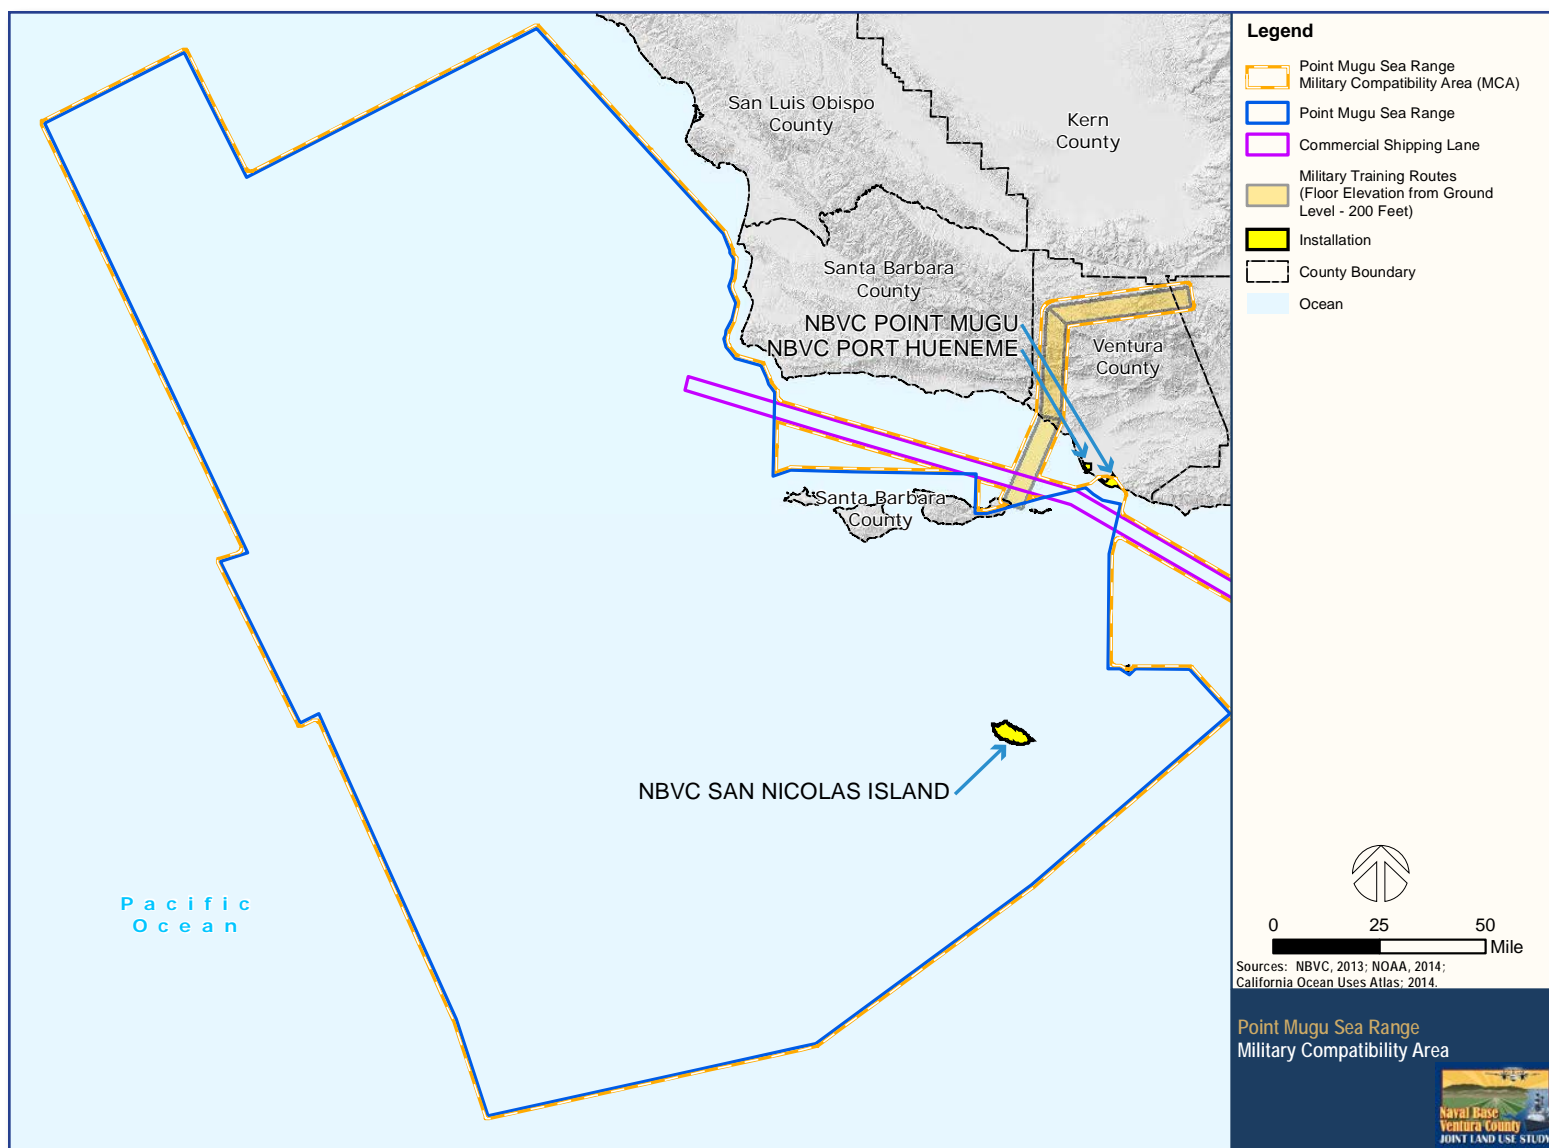 San Luis Obispo
County
Kern
County
Santa Barbara
County
NBVC POINT MUGU
NBVC PORT HUENEME
Ventura
County
Santa Barbara
County
NBVC SAN NICOLAS ISLAND
Pacific
Ocean
Legend
Point Mugu Sea Range
Military Compatibility Area (MCA)
Point Mugu Sea Range
Commercial Shipping Lane
Military Training Routes
(Floor Elevation from Ground
Level - 200 Feet)
Installation
County Boundary
Ocean
0 25 50
Mile
Sources: NBVC, 2013; NOAA, 2014;
California Ocean Uses Atlas; 2014.
Point Mugu Sea Range
Military Compatibility Area
Naval Base
Ventura County
JOINT LAND USE STUDY